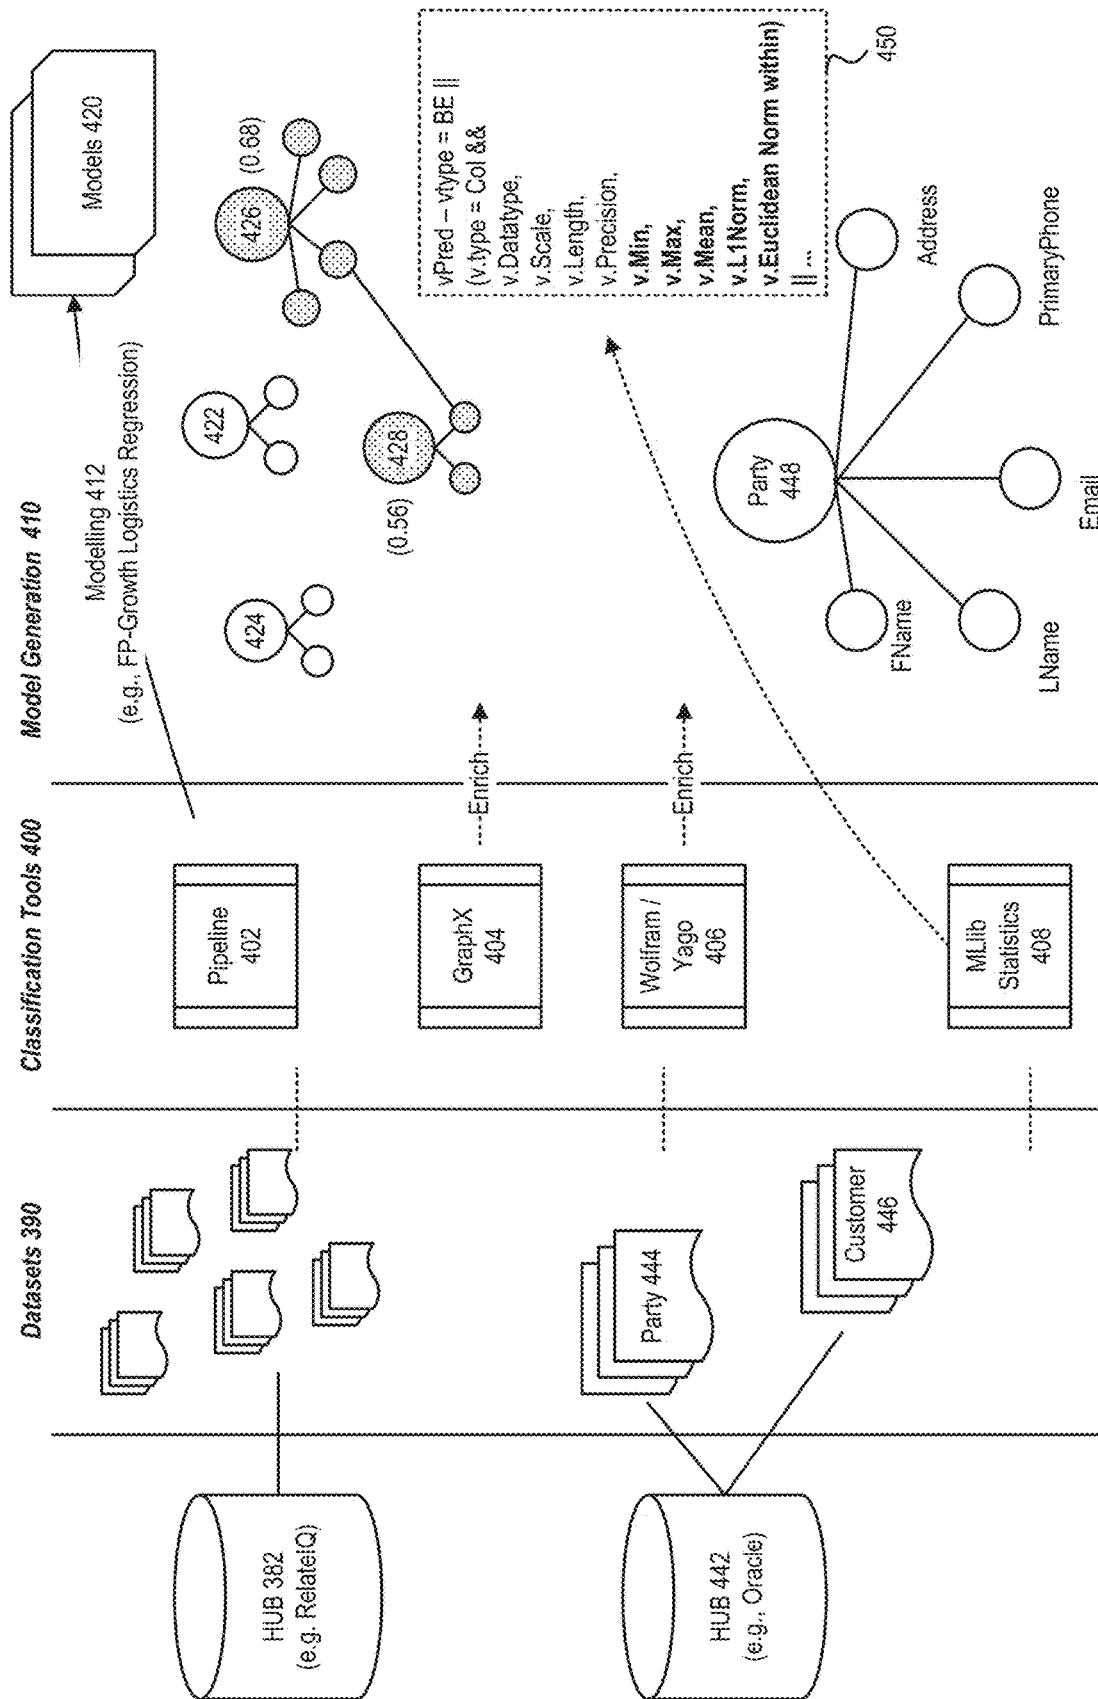 Datasets 390
Classification Tools 400
Model Generation 410
HUB 382
(e.g. RelateIQ)
HUB 442
(e.g., Oracle)
Party 444
Customer
446
Pipeline
402
GraphX
404
Wolfram /
Yago
406
MLlib
Statistics
408
Enrich
Enrich
Modelling 412
(e.g., FP-Growth Logistics Regression)
Models 420
424
422
426
(0.68)
428
(0.56)
vPred – vtype = BE ||
(v.type = Col &&
v.Datatype,
v.Scale,
v.Length,
v.Precision,
v.Min,
v.Max,
v.Mean,
v.L1Norm,
v.Euclidean Norm within)
|| ...
450
Party
448
FName
LName
Email
PrimaryPhone
Address